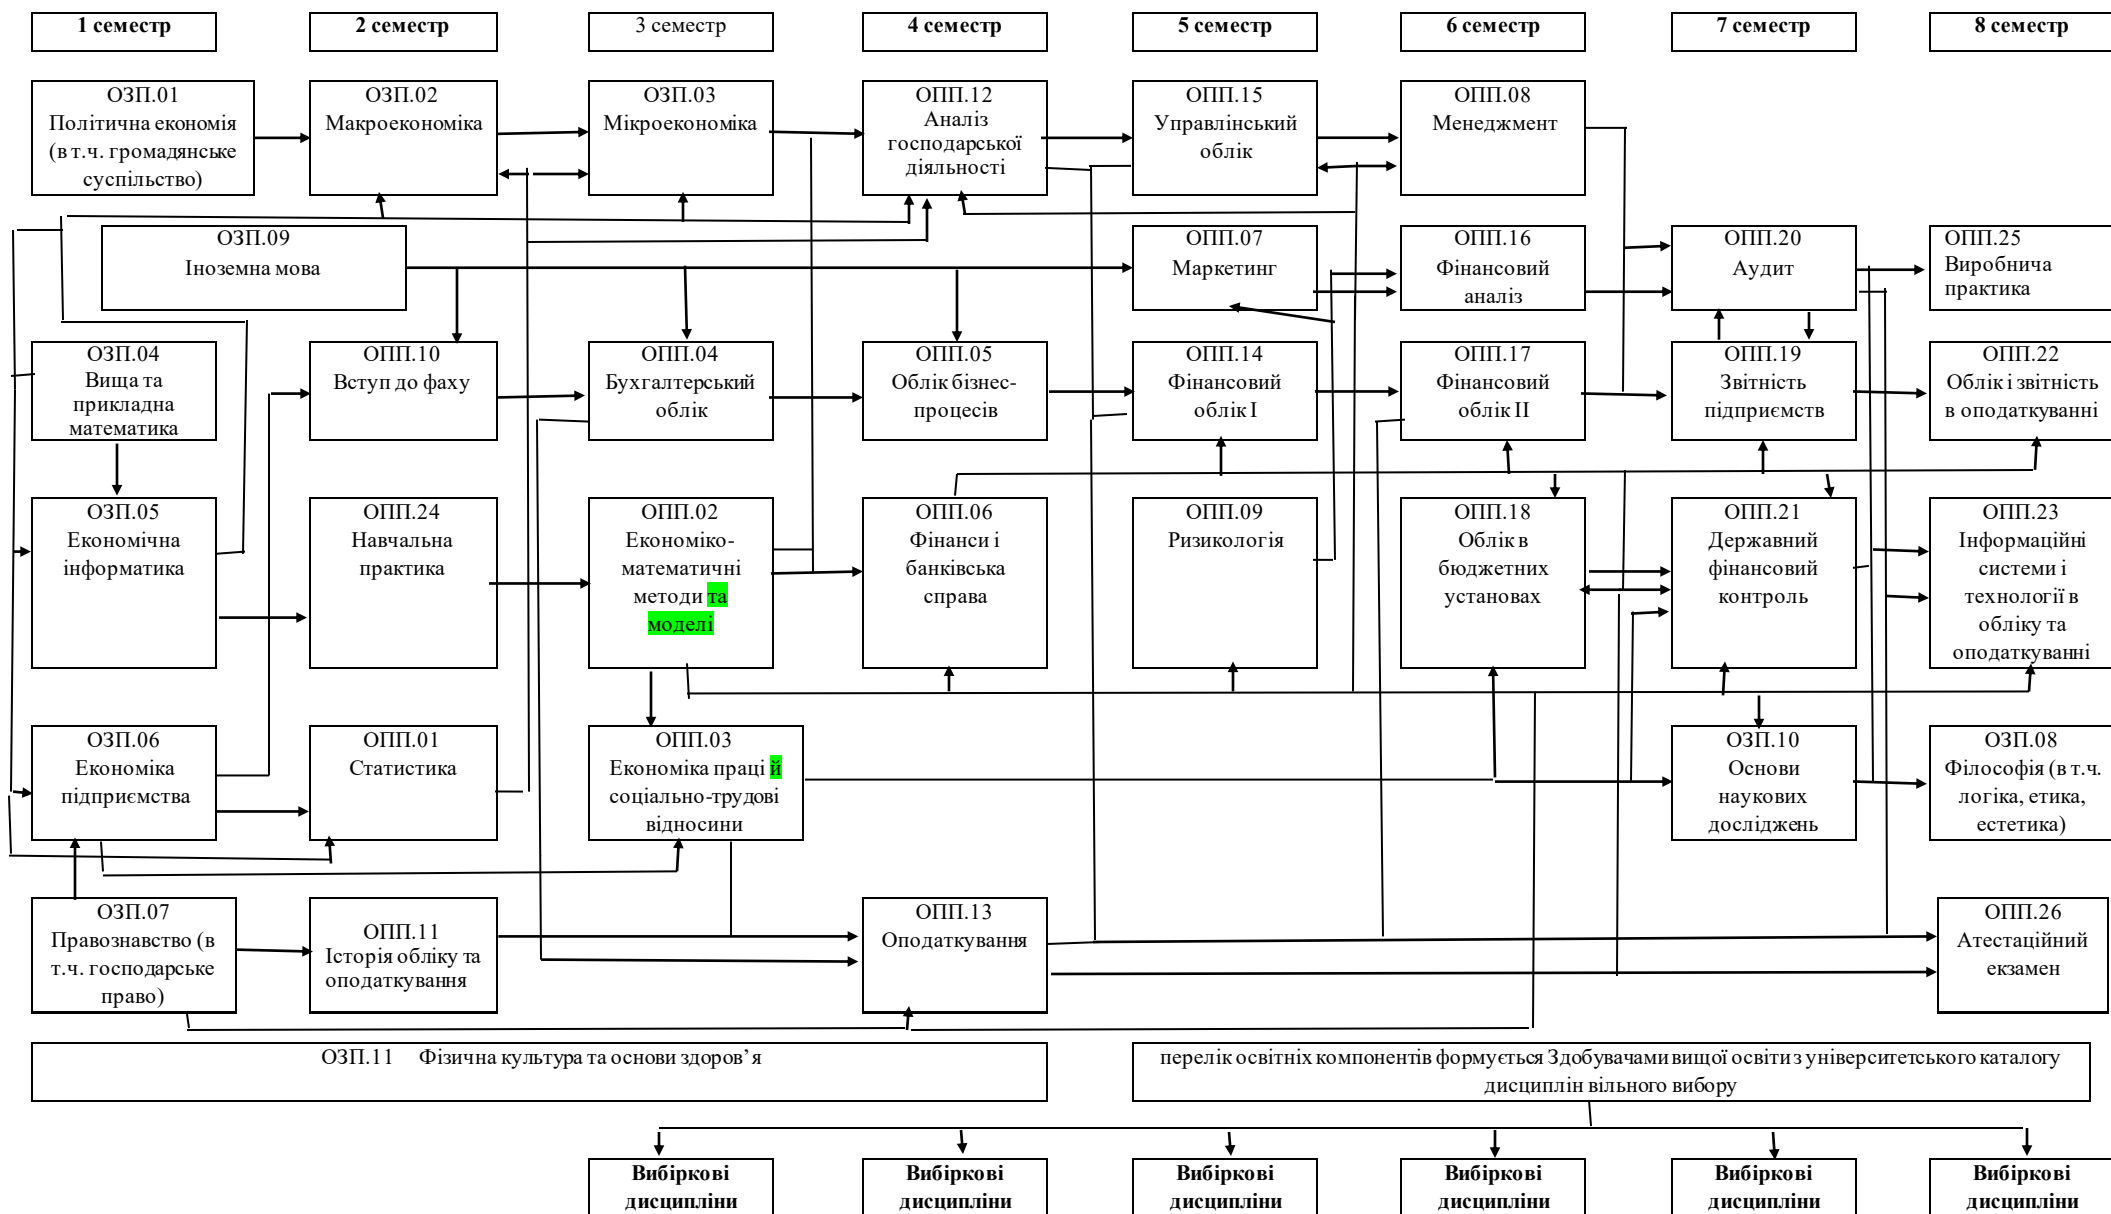 1 семестр
2 семестр
3 семестр
4 семестр
5 семестр
6 семестр
7 семестр
8 семестр
ОЗП.01
Політична економія
(в т.ч. громадянське
суспільство)
ОЗП.02
Макроекономіка
ОЗП.03
Мікроекономіка
ОПП.12
Аналіз
господарської
діяльності
ОПП.15
Управлінський
облік
ОПП.08
Менеджмент
ОЗП.09
Іноземна мова
ОПП.07
Маркетинг
ОПП.16
Фінансовий
аналіз
ОПП.20
Аудит
ОПП.25
Виробнича
практика
ОЗП.04
Вища та
прикладна
математика
ОПП.10
Вступ до фаху
ОПП.04
Бухгалтерський
облік
ОПП.05
Облік бізнес-
процесів
ОПП.14
Фінансовий
облік І
ОПП.17
Фінансовий
облік ІІ
ОПП.19
Звітність
підприємств
ОПП.22
Облік і звітність
в оподаткуванні
ОЗП.05
Економічна
інформатика
ОПП.24
Навчальна
практика
ОПП.02
Економіко-
математичні
методи та
моделі
ОПП.06
Фінанси і
банківська
справа
ОПП.09
Ризикологія
ОПП.18
Облік в
бюджетних
установах
ОПП.21
Державний
фінансовий
контроль
ОПП.23
Інформаційні
системи і
технології в
обліку та
оподаткуванні
ОЗП.06
Економіка
підприємства
ОПП.01
Статистика
ОПП.03
Економіка праці й
соціально-трудові
відносини
ОЗП.10
Основи
наукових
досліджень
ОЗП.08
Філософія (в т.ч.
логіка, етика,
естетика)
ОЗП.07
Правознавство (в
т.ч. господарське
право)
ОПП.11
Історія обліку та
оподаткування
ОПП.13
Оподаткування
ОПП.26
Атестаційний
екзамен
ОЗП.11 Фізична культура та основи здоров’я
перелік освітніх компонентів формується Здобувачами вищої освіти з університетського каталогу
дисциплін вільного вибору
Вибіркові
дисципліни
Вибіркові
дисципліни
Вибіркові
дисципліни
Вибіркові
дисципліни
Вибіркові
дисципліни
Вибіркові
дисципліни